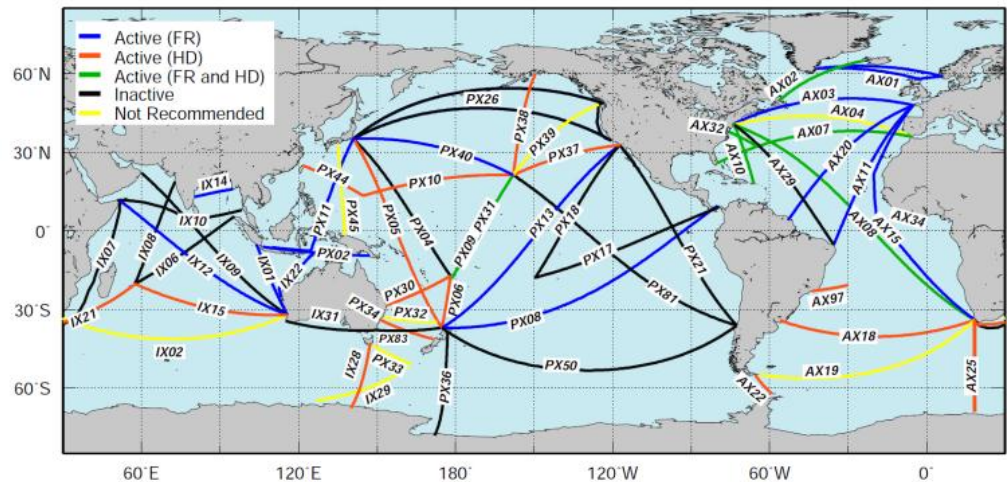 Active (FR)
Active (HD)
Active (FR and HD)
Inactive
Not Recommended
60˚N
30˚N
0˚
30˚S
60˚S
60˚E
120˚E
180˚
120˚W
60˚W
0˚
PX26
PX38
PX39
PX40
PX37
PX44
PX10
PX11
PX45
PX05
PX04
PX09
PX31
PX13
PX18
PX17
PX21
PX81
PX30
PX06
PX08
PX34
PX32
PX83
PX33
PX36
PX50
PX02
IX14
IX10
IX07
IX08
IX06
IX09
IX12
IX01
IX22
IX21
IX15
IX31
IX02
IX28
IX29
AX02
AX01
AX03
AX04
AX32
AX07
AX10
AX20
AX11
AX29
AX34
AX08
AX15
AX97
AX18
AX19
AX22
AX25